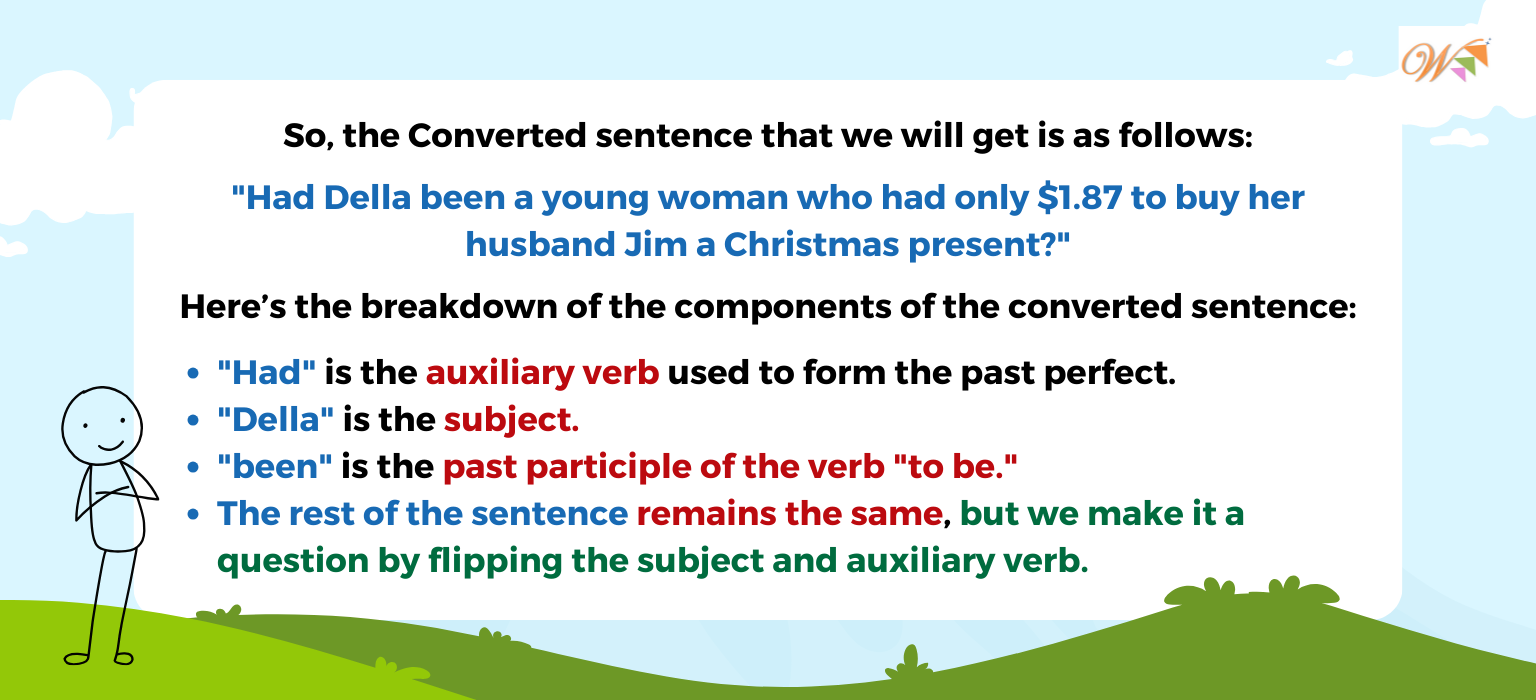 W
So, the Converted sentence that we will get is as follows:
"Had Della been a young woman who had only $1.87 to buy her
husband Jim a Christmas present?"
Here’s the breakdown of the components of the converted sentence:
• "Had" is the auxiliary verb used to form the past perfect.
• "Della" is the subject.
• "been" is the past participle of the verb "to be."
• The rest of the sentence remains the same, but we make it a
question by flipping the subject and auxiliary verb.